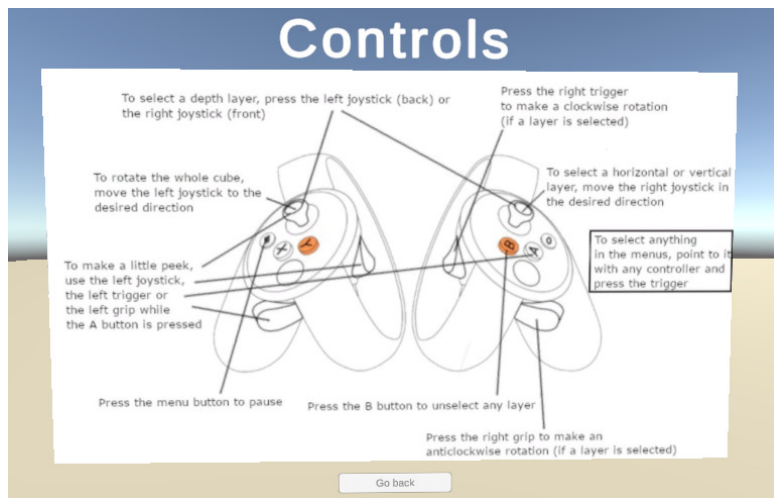 Controls
To select a depth layer, press the left joystick (back) or
the right joystick (front)
Press the right trigger
to make a clockwise rotation
(if a layer is selected)
To rotate the whole cube,
move the left joystick to the
desired direction
To select a horizontal or vertical
layer, move the right joystick in
the desired direction
X
Y
B
A
To select anything
in the menus, point to it
with any controller and
press the trigger
To make a little peek,
use the left joystick,
the left trigger or
the left grip while
the A button is pressed
Press the menu button to pause
Press the B button to unselect any layer
Press the right grip to make an
anticlockwise rotation (if a layer is selected)
Go back